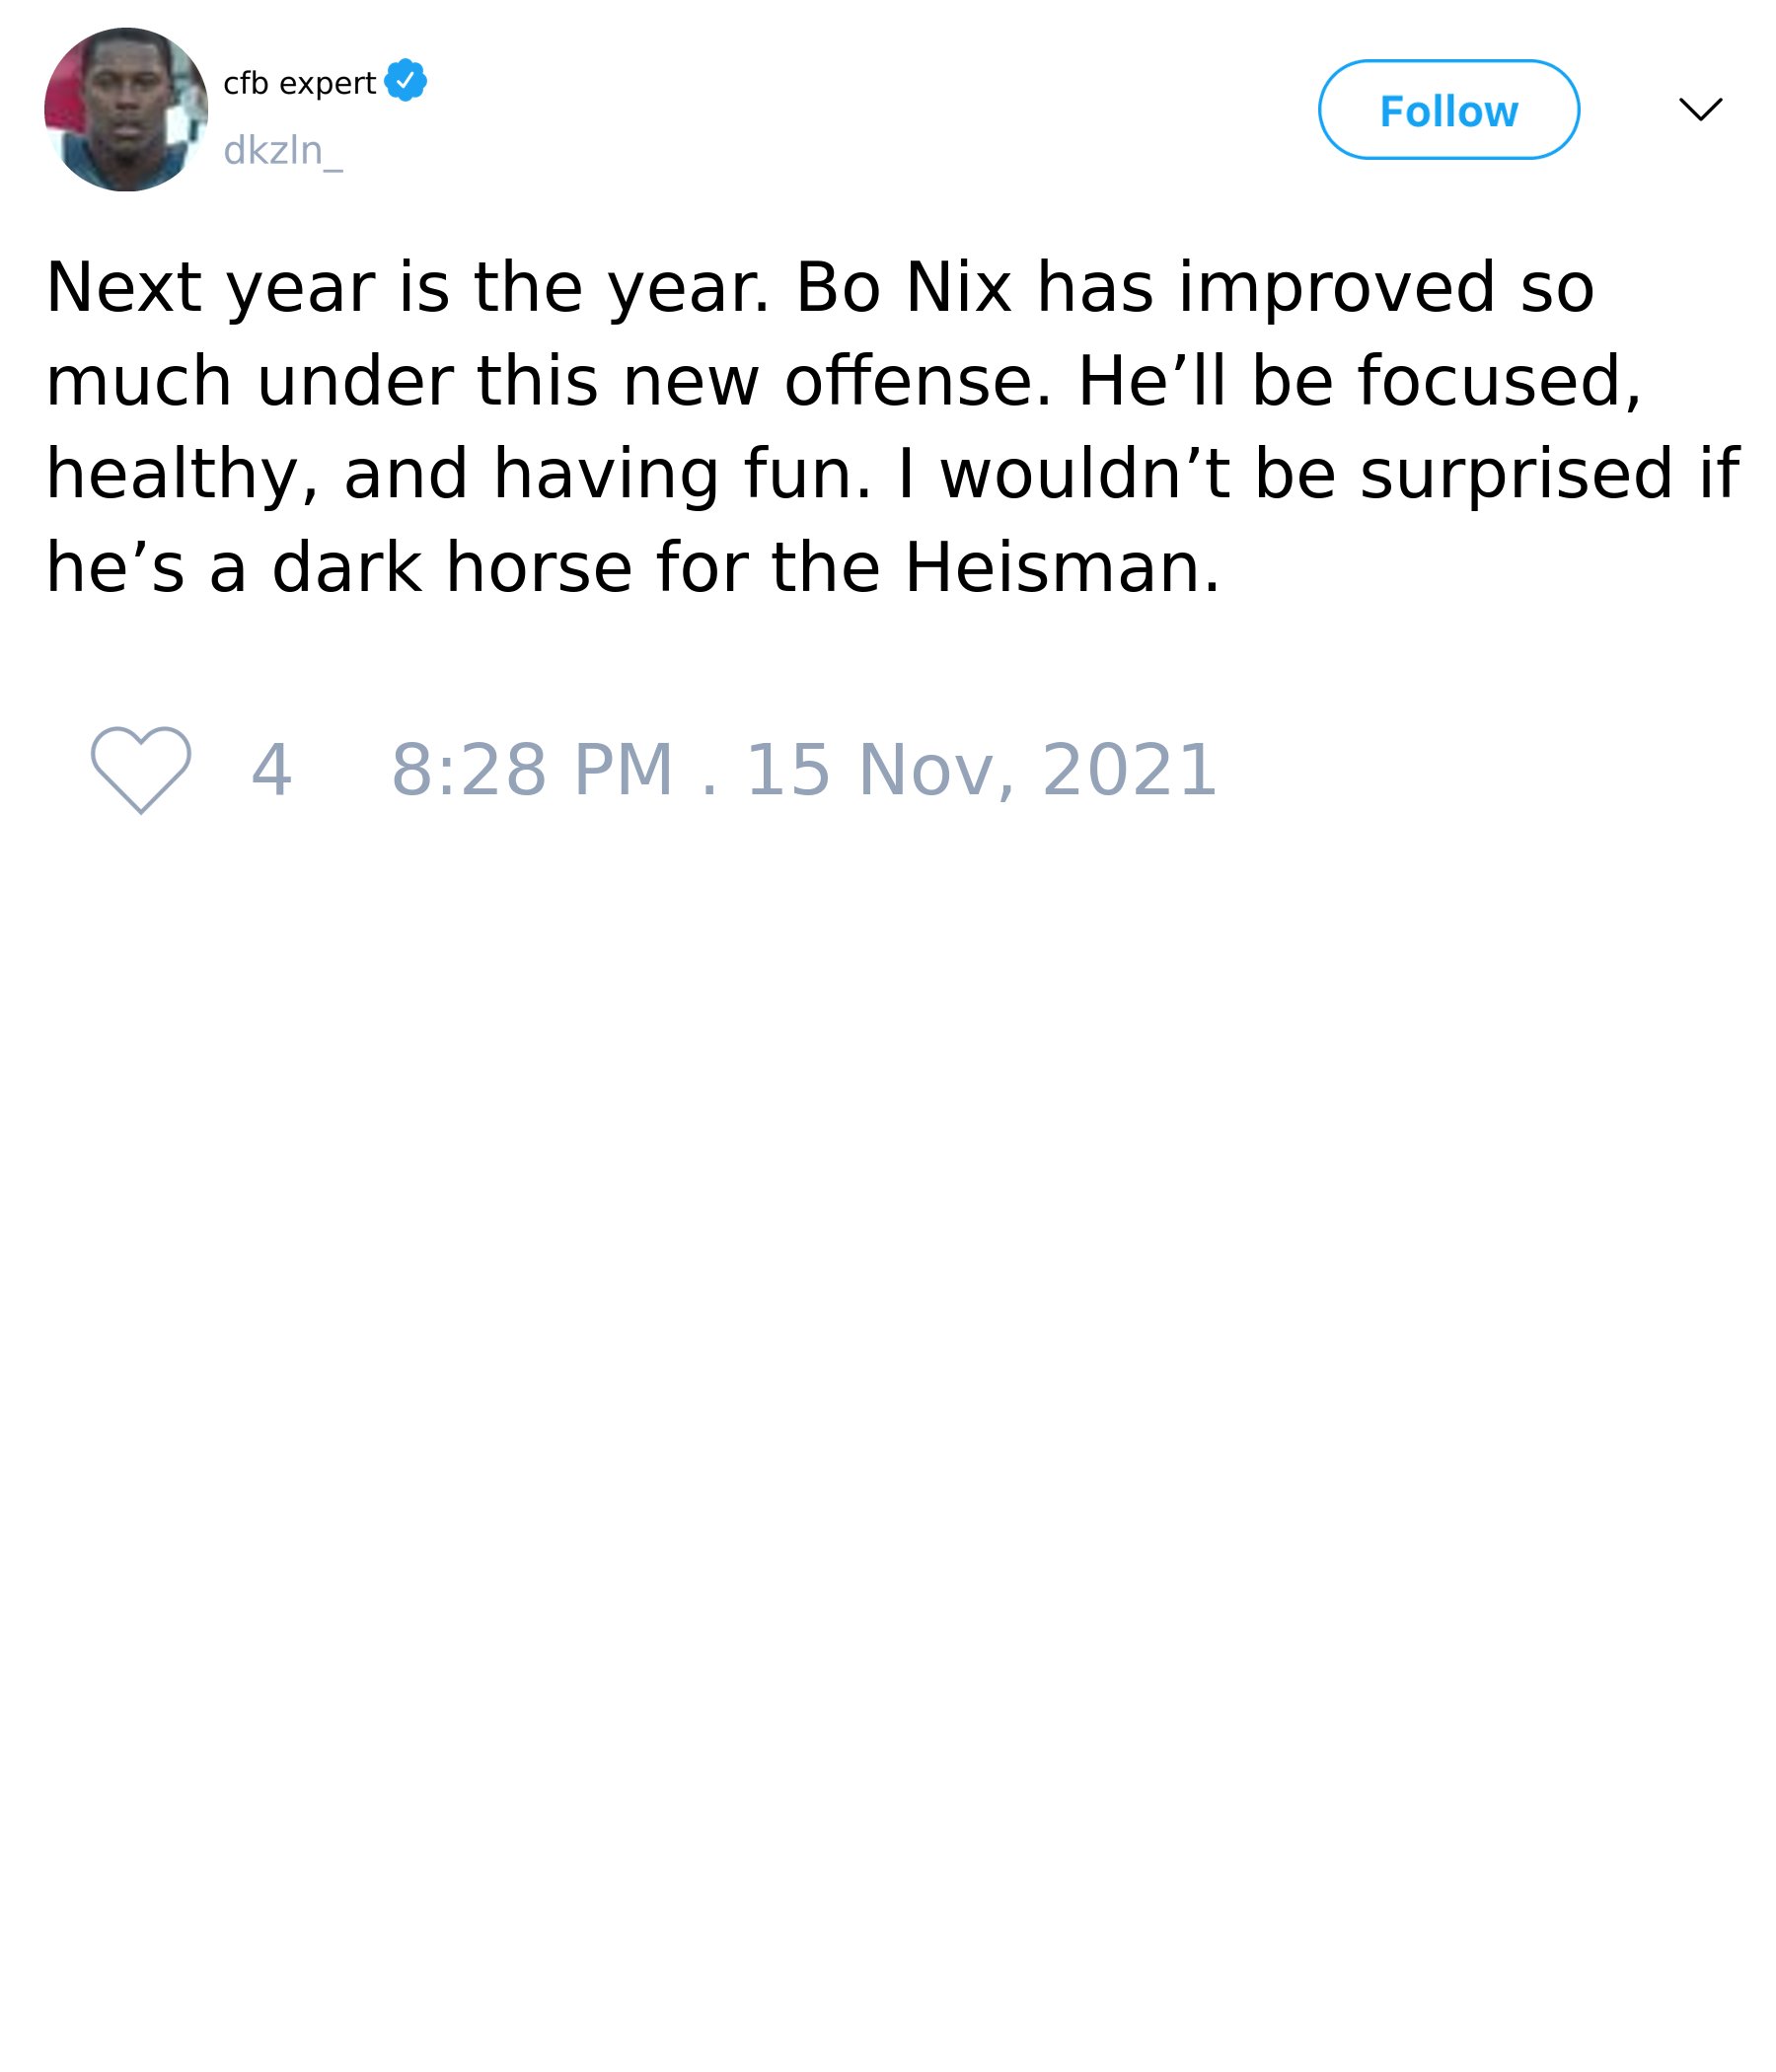 cfb expert
dkzln_
Follow
Next year is the year. Bo Nix has improved so
much under this new offense. He’ll be focused,
healthy, and having fun. I wouldn’t be surprised if
he’s a dark horse for the Heisman.
4 8:28 PM . 15 Nov, 2021